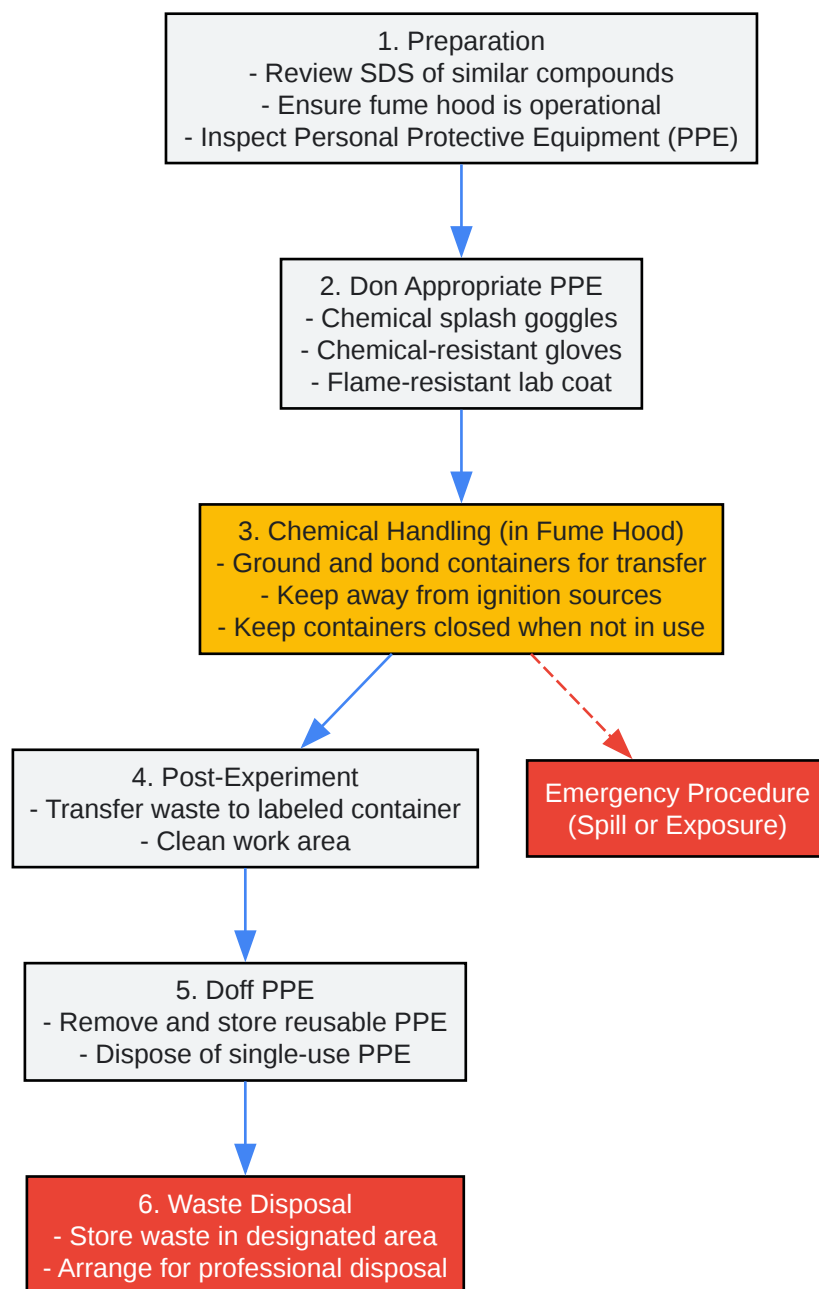 1. Preparation
- Review SDS of similar compounds
- Ensure fume hood is operational
- Inspect Personal Protective Equipment (PPE)
2. Don Appropriate PPE
- Chemical splash goggles
- Chemical-resistant gloves
- Flame-resistant lab coat
3. Chemical Handling (in Fume Hood)
- Ground and bond containers for transfer
- Keep away from ignition sources
- Keep containers closed when not in use
4. Post-Experiment
- Transfer waste to labeled container
- Clean work area
Emergency Procedure
(Spill or Exposure)
5. Doff PPE
- Remove and store reusable PPE
- Dispose of single-use PPE
6. Waste Disposal
- Store waste in designated area
- Arrange for professional disposal